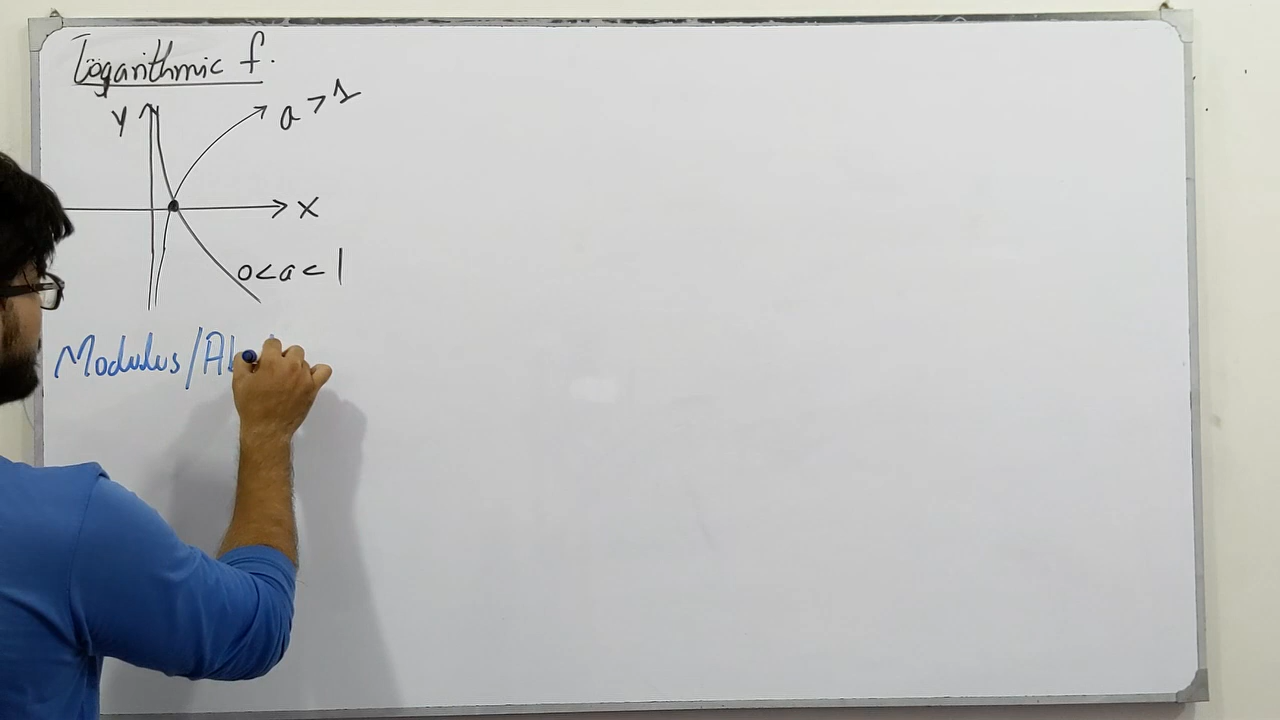 Logarithmic f.
Y
a > 1
X
0 < a < 1
Modulus/Ab